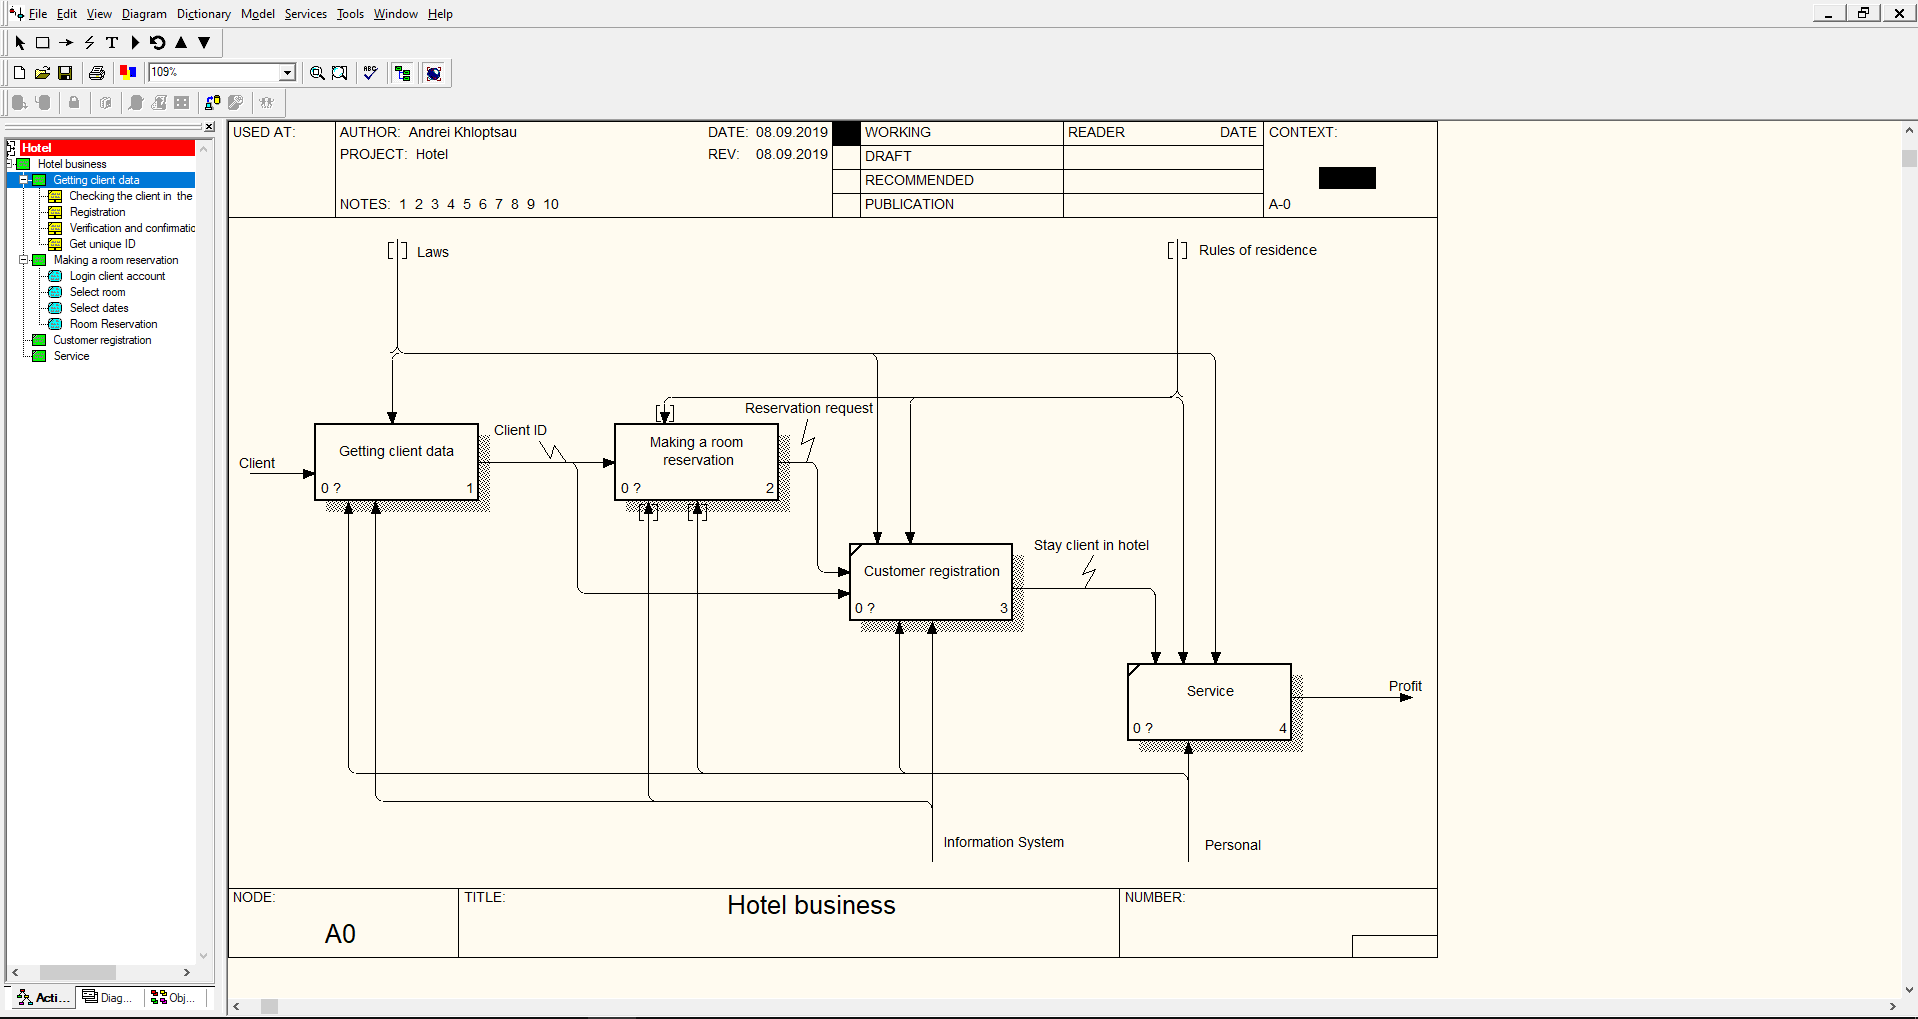 File Edit View Diagram Dictionary Model Services Tools Window Help
109%
ABC
Hotel
Hotel business
Getting client data
Checking the client in the
Registration
Verification and confirmatic
Get unique ID
Making a room reservation
Login client account
Select room
Select dates
Room Reservation
Customer registration
Service
Acti...
Diag...
Obj...
USED AT:
AUTHOR: Andrei Khloptsau
DATE: 08.09.2019
PROJECT: Hotel
REV: 08.09.2019
NOTES: 1 2 3 4 5 6 7 8 9 10
WORKING
DRAFT
RECOMMENDED
PUBLICATION
READER DATE
CONTEXT:
A-0
Laws
Rules of residence
Client
Getting client data
0 ? 1
Client ID
Making a room
reservation
0 ? 2
Reservation request
Customer registration
0 ? 3
Stay client in hotel
Service
0 ? 4
Profit
Information System
Personal
NODE:
A0
TITLE:
Hotel business
NUMBER: